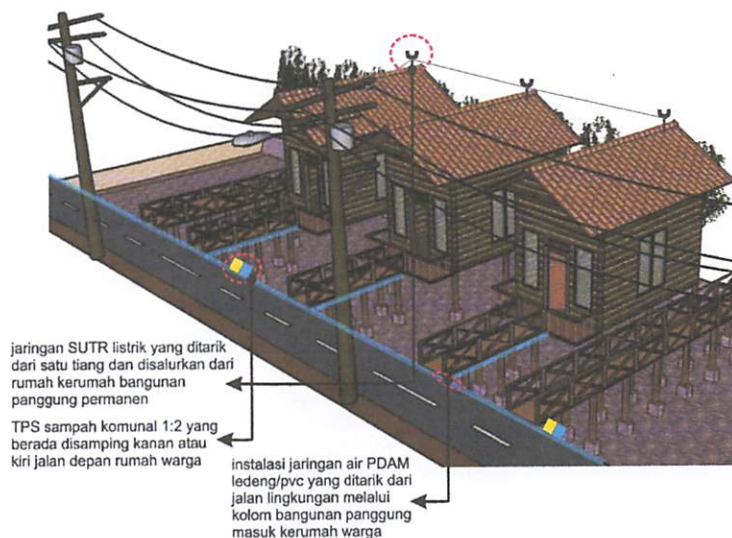 jaringan SUTR listrik yang ditarik
dari satu tiang dan disalurkan dari
rumah kerumah bangunan
panggung permanen
TPS sampah komunal 1:2 yang
berada disamping kanan atau
kiri jalan depan rumah warga
instalasi jaringan air PDAM
ledeng/pvc yang ditarik dari
jalan lingkungan melalui
kolom bangunan panggung
masuk kerumah warga